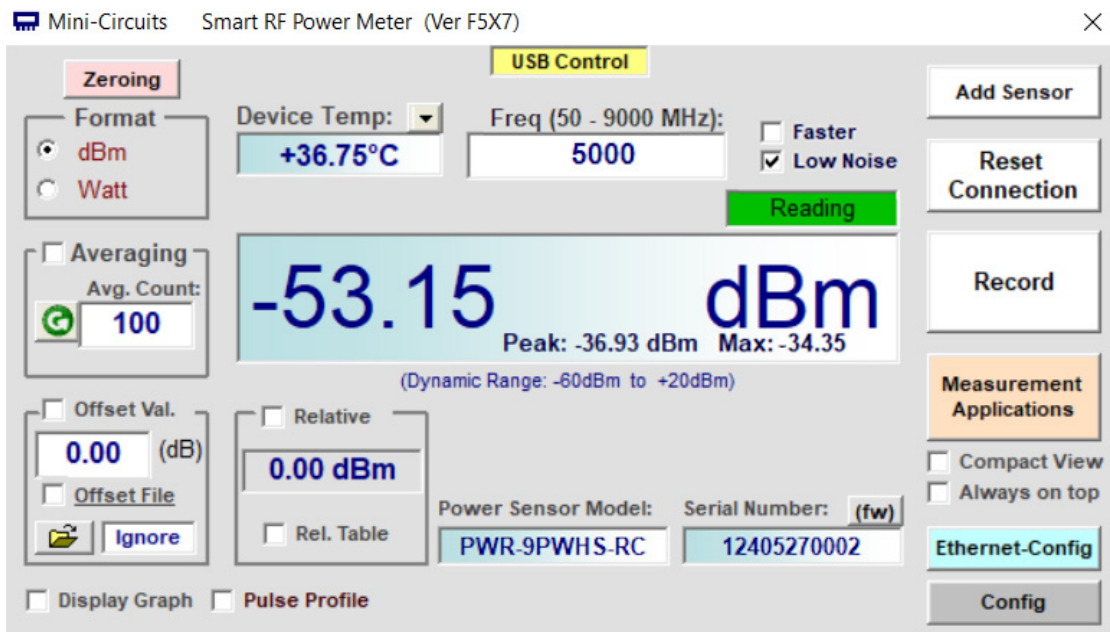 Mini-Circuits Smart RF Power Meter (Ver F5X7)
USB Control
Zeroing
Format
dBm
Watt
Device Temp:
+36.75°C
Freq (50 - 9000 MHz):
5000
Faster
Low Noise
Add Sensor
Reset
Connection
Reading
Averaging
Avg. Count:
100
-53.15 dBm
Peak: -36.93 dBm Max: -34.35
(Dynamic Range: -60dBm to +20dBm)
Record
Measurement
Applications
Offset Val.
0.00 (dB)
Offset File
Ignore
Relative
0.00 dBm
Rel. Table
Power Sensor Model:
PWR-9PWHS-RC
Serial Number: (fw)
12405270002
Compact View
Always on top
Ethernet-Config
Config
Display Graph
Pulse Profile